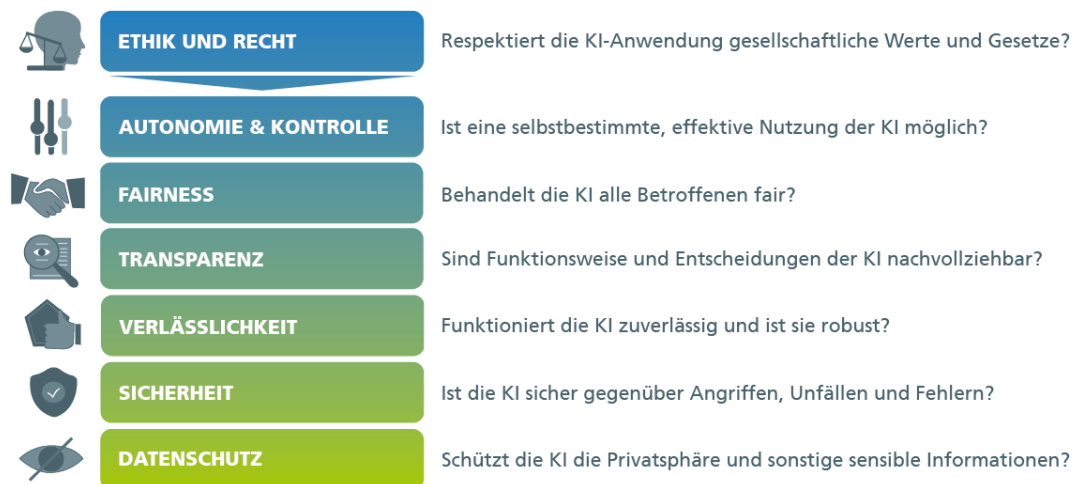 ETHIK UND RECHT
Respektiert die KI-Anwendung gesellschaftliche Werte und Gesetze?
AUTONOMIE & KONTROLLE
Ist eine selbstbestimmte, effektive Nutzung der KI möglich?
FAIRNESS
Behandelt die KI alle Betroffenen fair?
TRANSPARENZ
Sind Funktionsweise und Entscheidungen der KI nachvollziehbar?
VERLÄSSLICHKEIT
Funktioniert die KI zuverlässig und ist sie robust?
SICHERHEIT
Ist die KI sicher gegenüber Angriffen, Unfällen und Fehlern?
DATENSCHUTZ
Schützt die KI die Privatsphäre und sonstige sensible Informationen?